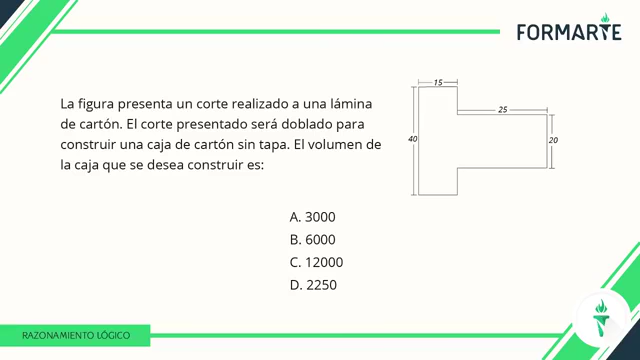 FORMARTE
La figura presenta un corte realizado a una lámina
de cartón. El corte presentado será doblado para
construir una caja de cartón sin tapa. El volumen de
la caja que se desea construir es:
15
25
40
20
A. 3000
B. 6000
C. 12000
D. 2250
RAZONAMIENTO LÓGICO